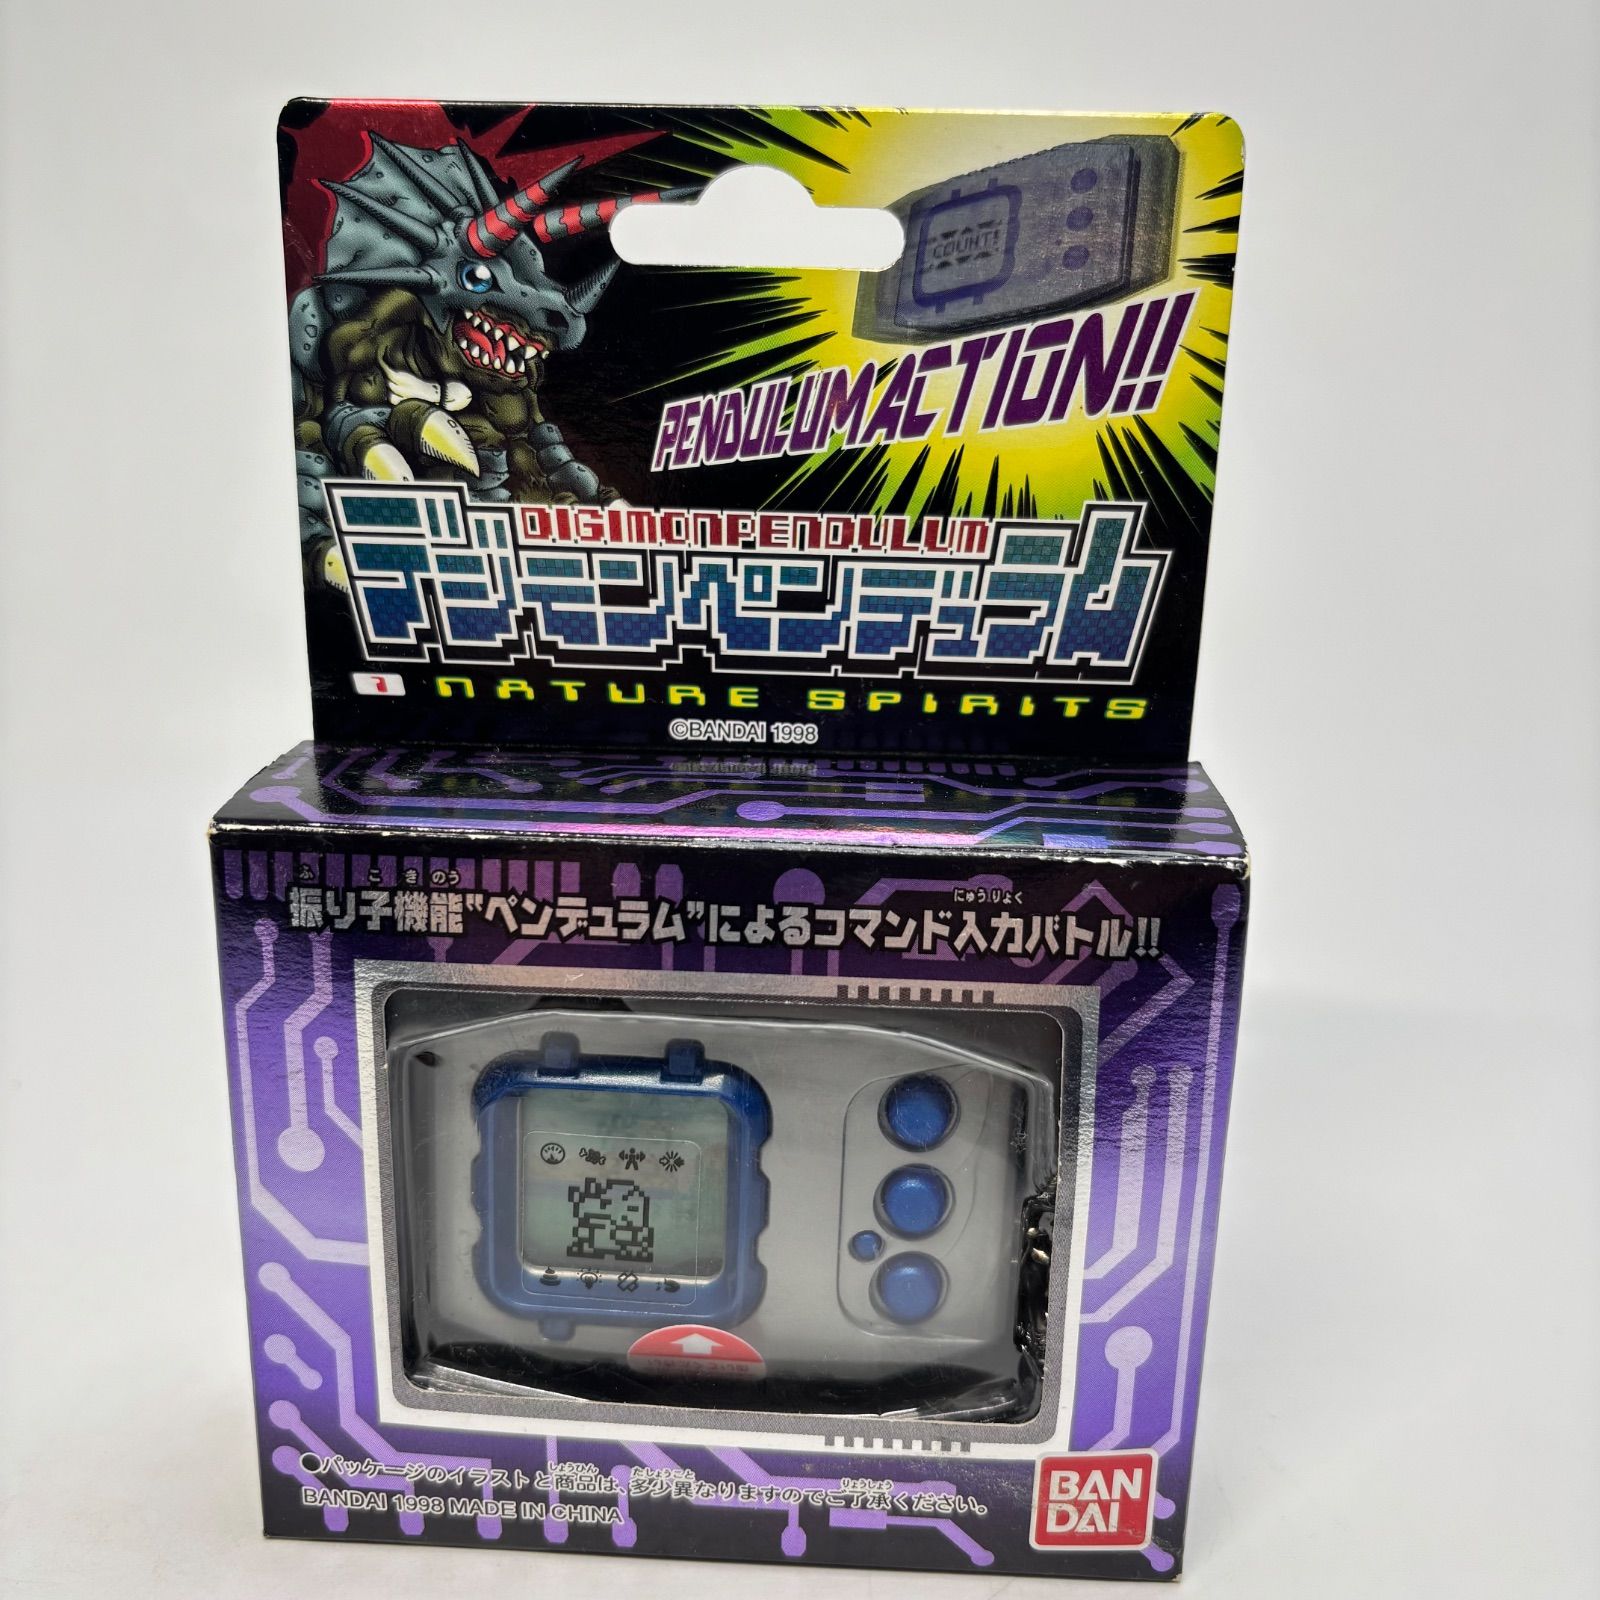 COUNT!
PENDULUM ACTION!!
DIGIMON PENDULUM
デジモンペンデュラム
1 NATURE SPIRITS
©BANDAI 1998
ふ こ きのう にゅうりょく
振り子機能“ペンデュラム”によるコマンド入力バトル!!
しょうひん たしょうこと りょうしょう
●パッケージのイラストと商品は、多少異なりますのでご了承ください。
BANDAI 1998 MADE IN CHINA
BAN
DAI